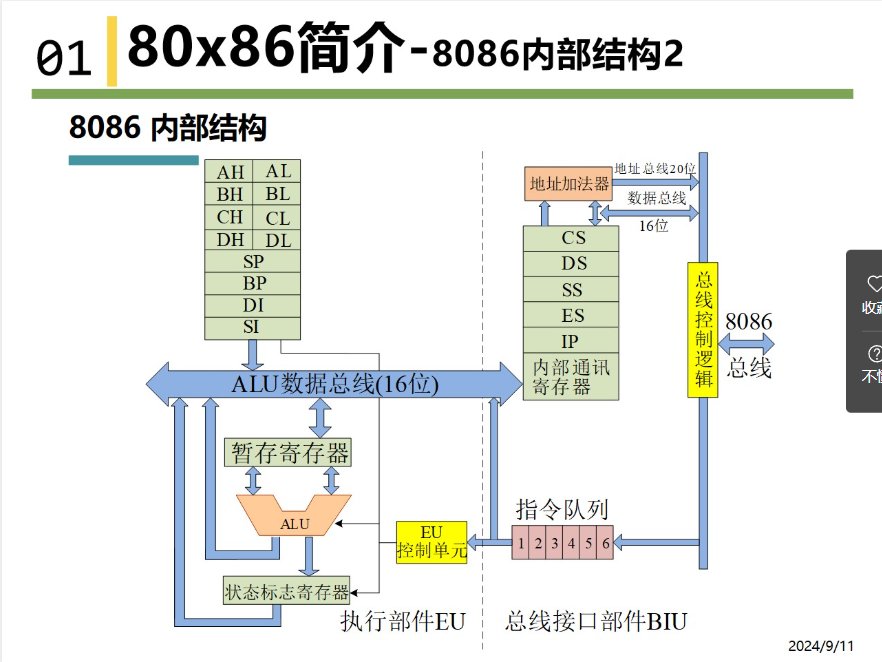 01 80x86简介-8086内部结构2
8086 内部结构
AH AL
BH BL
CH CL
DH DL
SP
BP
DI
SI
ALU数据总线(16位)
暂存寄存器
ALU
状态标志寄存器
EU
控制单元
执行部件EU
地址加法器
地址总线20位
数据总线
16位
CS
DS
SS
ES
IP
内部通讯
寄存器
总线控制逻辑
8086
总线
指令队列
1 2 3 4 5 6
总线接口部件BIU
2024/9/11